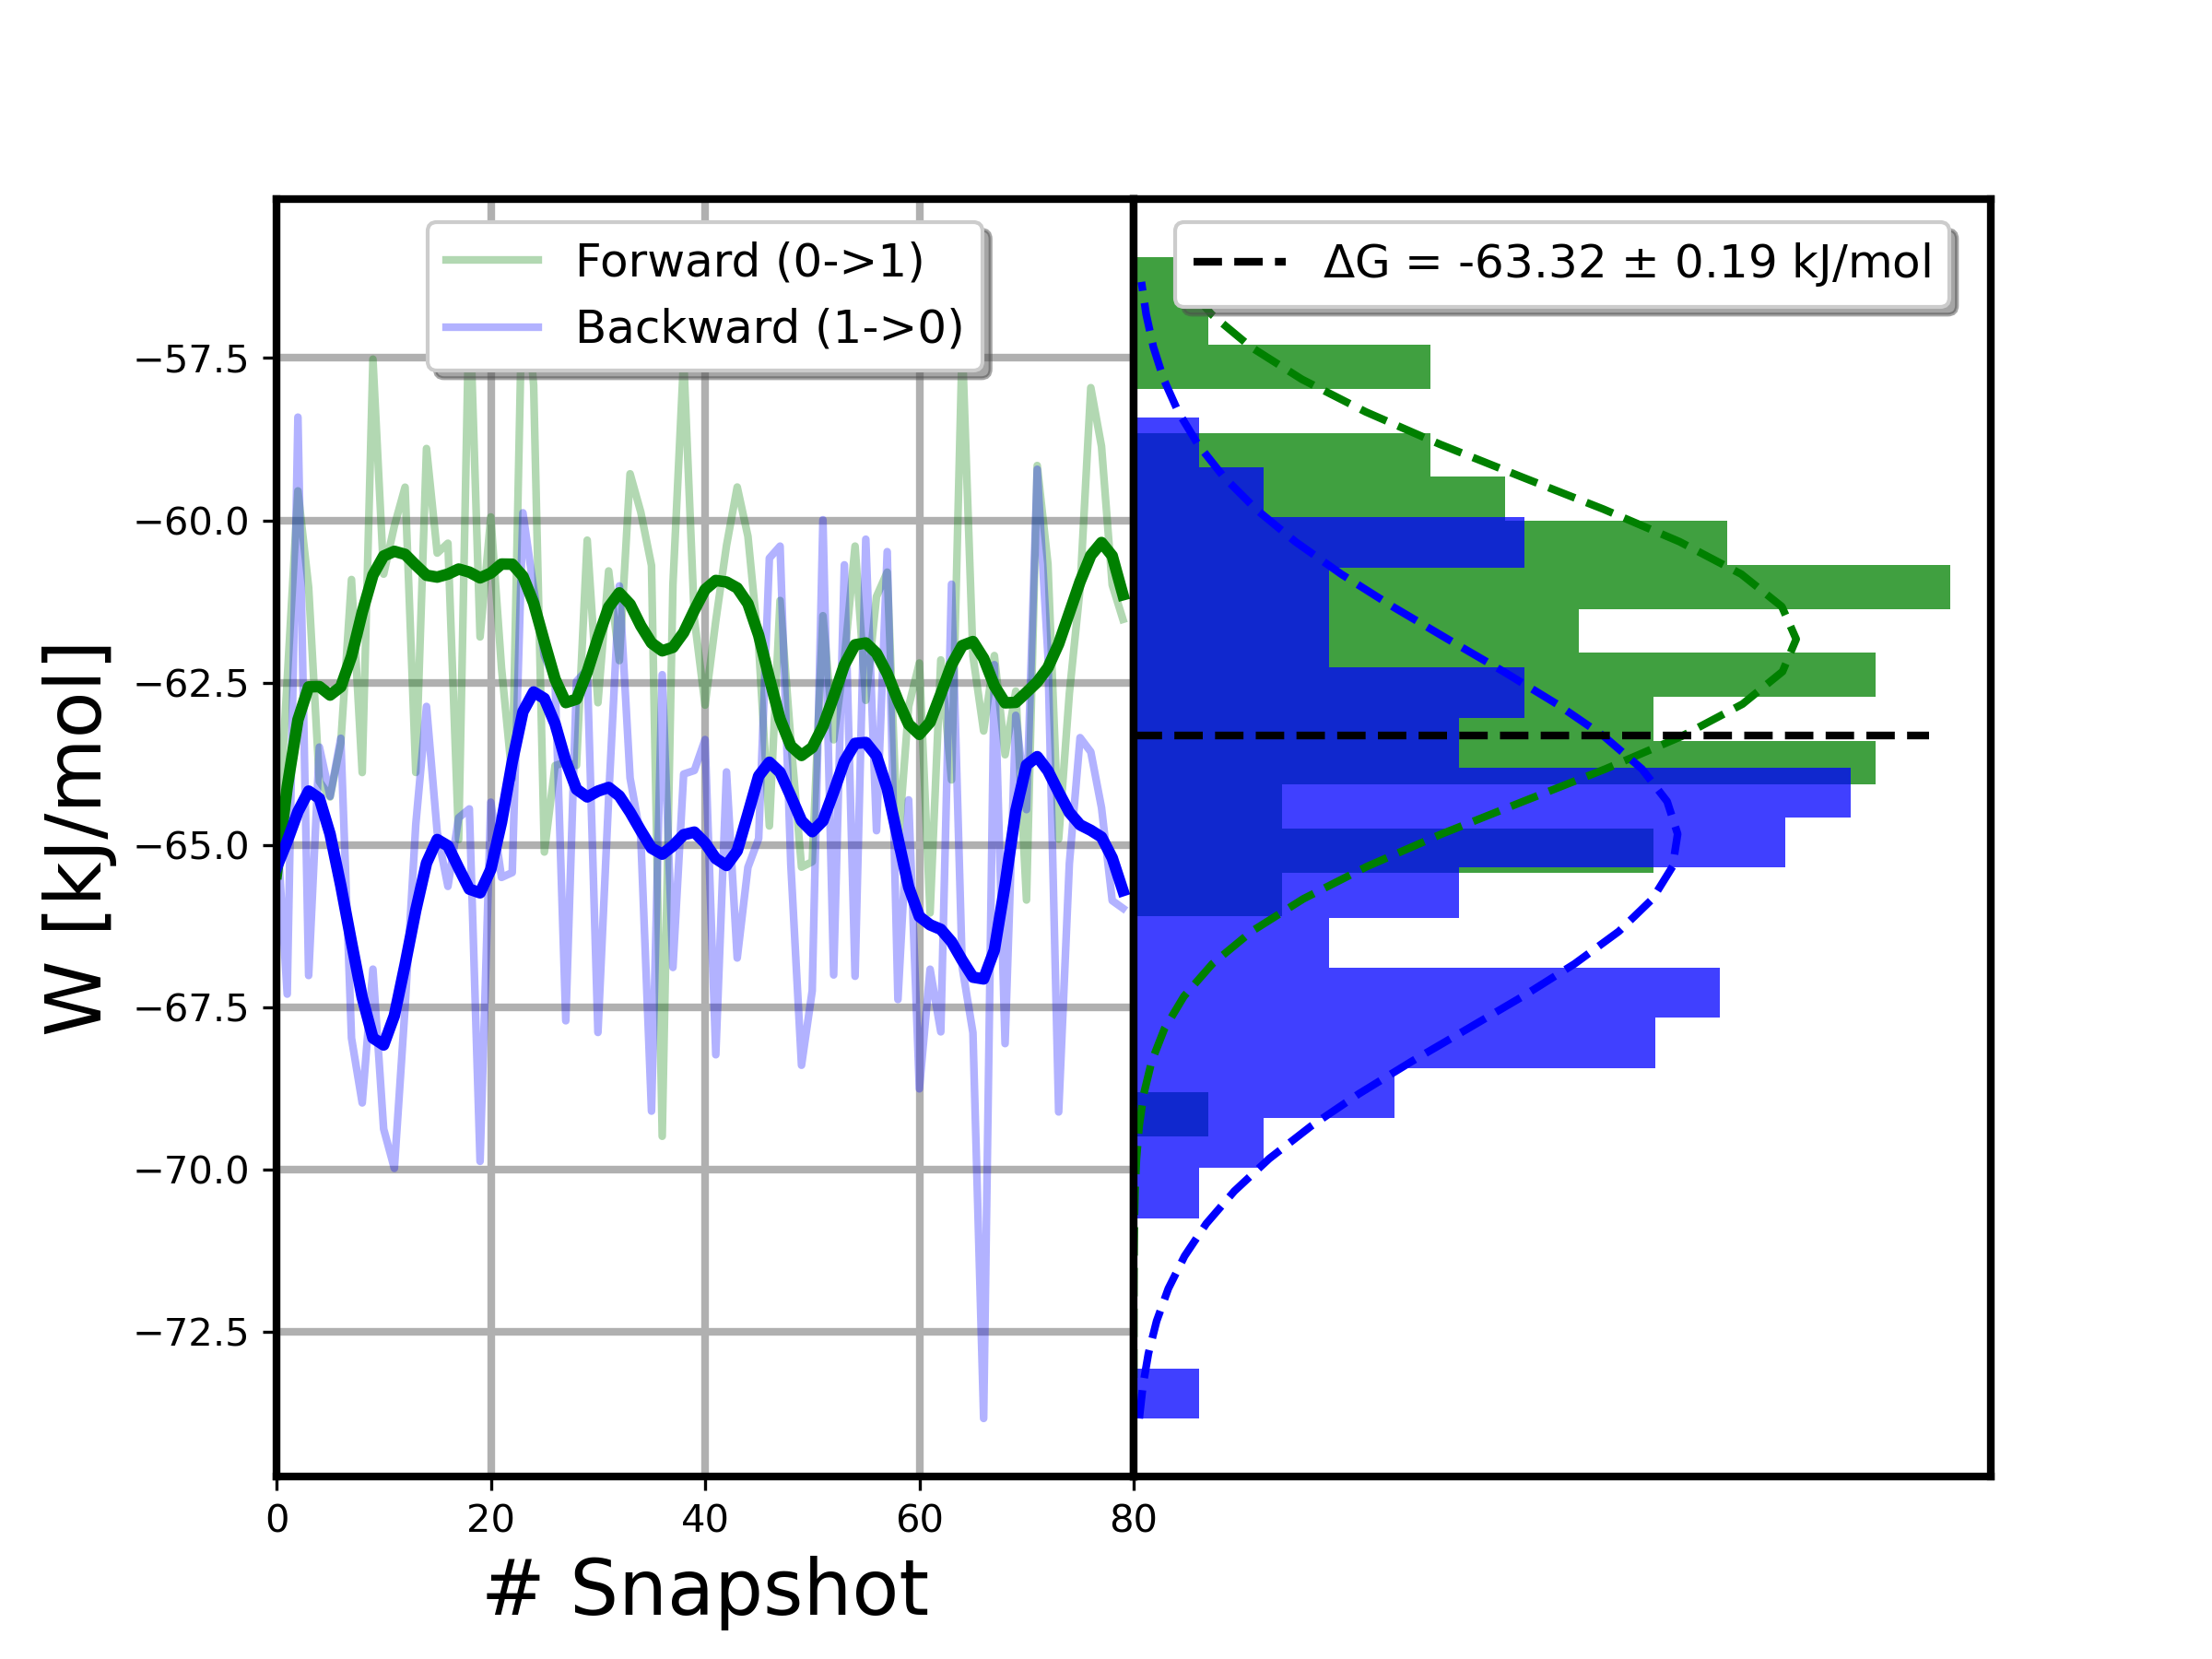 Forward (0->1)
Backward (1->0)
ΔG = -63.32 ± 0.19 kJ/mol
W [kJ/mol]
−57.5
−60.0
−62.5
−65.0
−67.5
−70.0
−72.5
0 20 40 60 80
# Snapshot